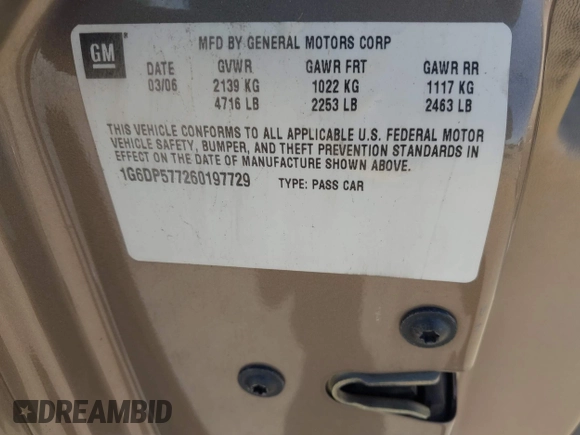 GM
MFD BY GENERAL MOTORS CORP
DATE GVWR GAWR FRT GAWR RR
03/06 2139 KG 1022 KG 1117 KG
4716 LB 2253 LB 2463 LB
THIS VEHICLE CONFORMS TO ALL APPLICABLE U.S. FEDERAL MOTOR
VEHICLE SAFETY, BUMPER, AND THEFT PREVENTION STANDARDS IN
EFFECT ON THE DATE OF MANUFACTURE SHOWN ABOVE.
1G6DP577260197729 TYPE: PASS CAR
DREAMBID